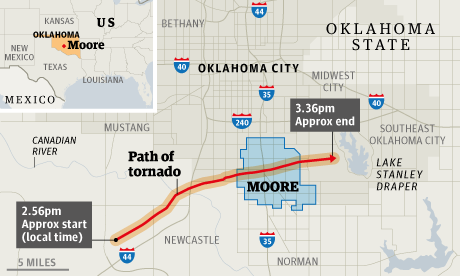 KANSAS
US
OKLAHOMA
Moore
NEW
MEXICO
TEXAS
LOUISIANA
MEXICO
BETHANY
44
OKLAHOMA
STATE
40
OKLAHOMA CITY
MIDWEST
CITY
35
40
3.36pm
Approx end
240
MUSTANG
SOUTHEAST
OKLAHOMA CITY
CANADIAN
RIVER
Path of
tornado
LAKE
STANLEY
DRAPER
MOORE
2.56pm
Approx start
(local time)
NEWCASTLE
35
44
NORMAN
5 MILES